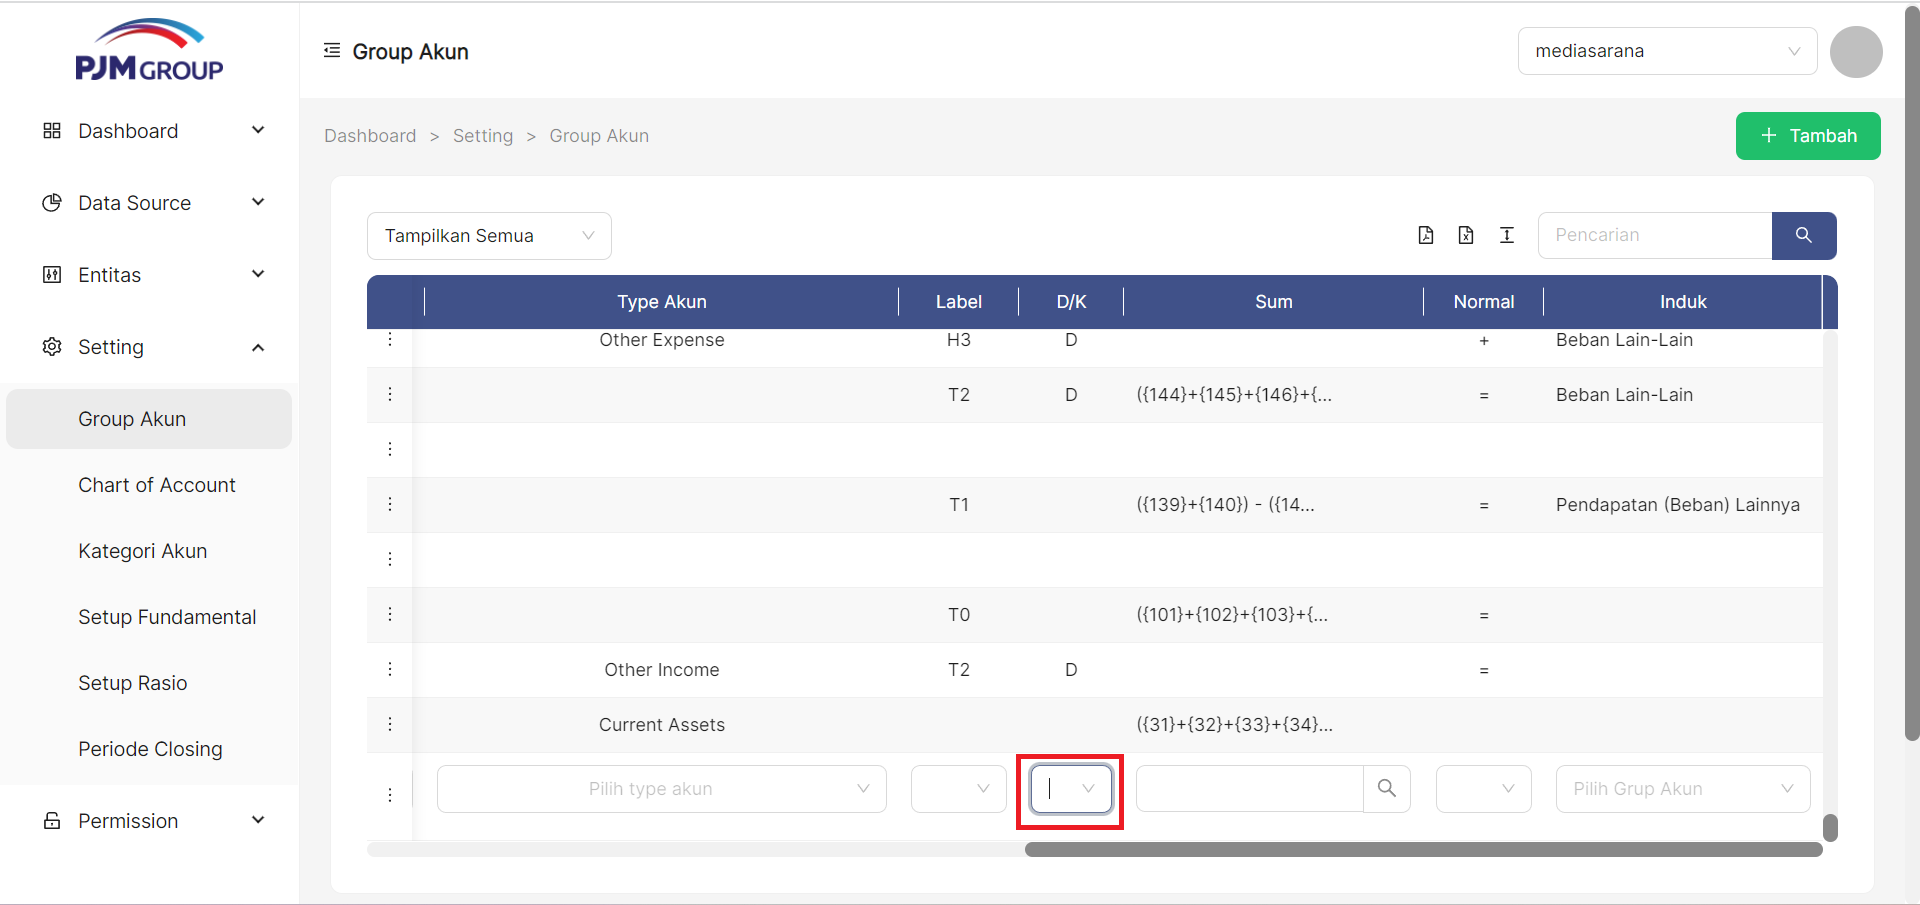 PJM GROUP
Group Akun
mediasarana
Dashboard
Data Source
Entitas
Setting
Group Akun
Chart of Account
Kategori Akun
Setup Fundamental
Setup Rasio
Periode Closing
Permission
Dashboard > Setting > Group Akun
+ Tambah
Tampilkan Semua
Pencarian
Type Akun Label D/K Sum Normal Induk
Other Expense H3 D + Beban Lain-Lain
T2 D ({144}+{145}+{146}+{... = Beban Lain-Lain
T1 ({139}+{140}) - ({14... = Pendapatan (Beban) Lainnya
T0 ({101}+{102}+{103}+{... =
Other Income T2 D =
Current Assets ({31}+{32}+{33}+{34}...
Pilih type akun Pilih Grup Akun